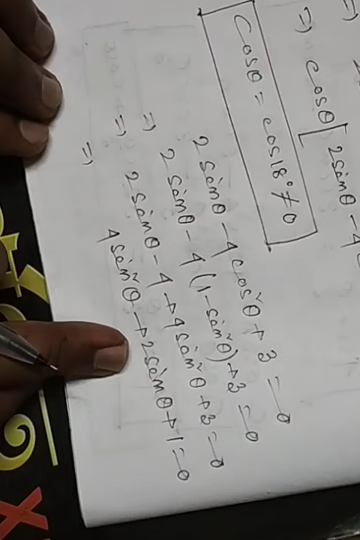 => cosθ [ 2sinθ - 4
cosθ = cos18° ≠ 0
2sinθ - 4cos²θ + 3 = 0
=> 2sinθ - 4(1-sin²θ)+3 = 0
=> 2sinθ - 4 + 4sin²θ + 3 = 0
=> 4sin²θ + 2sinθ + 1 = 0